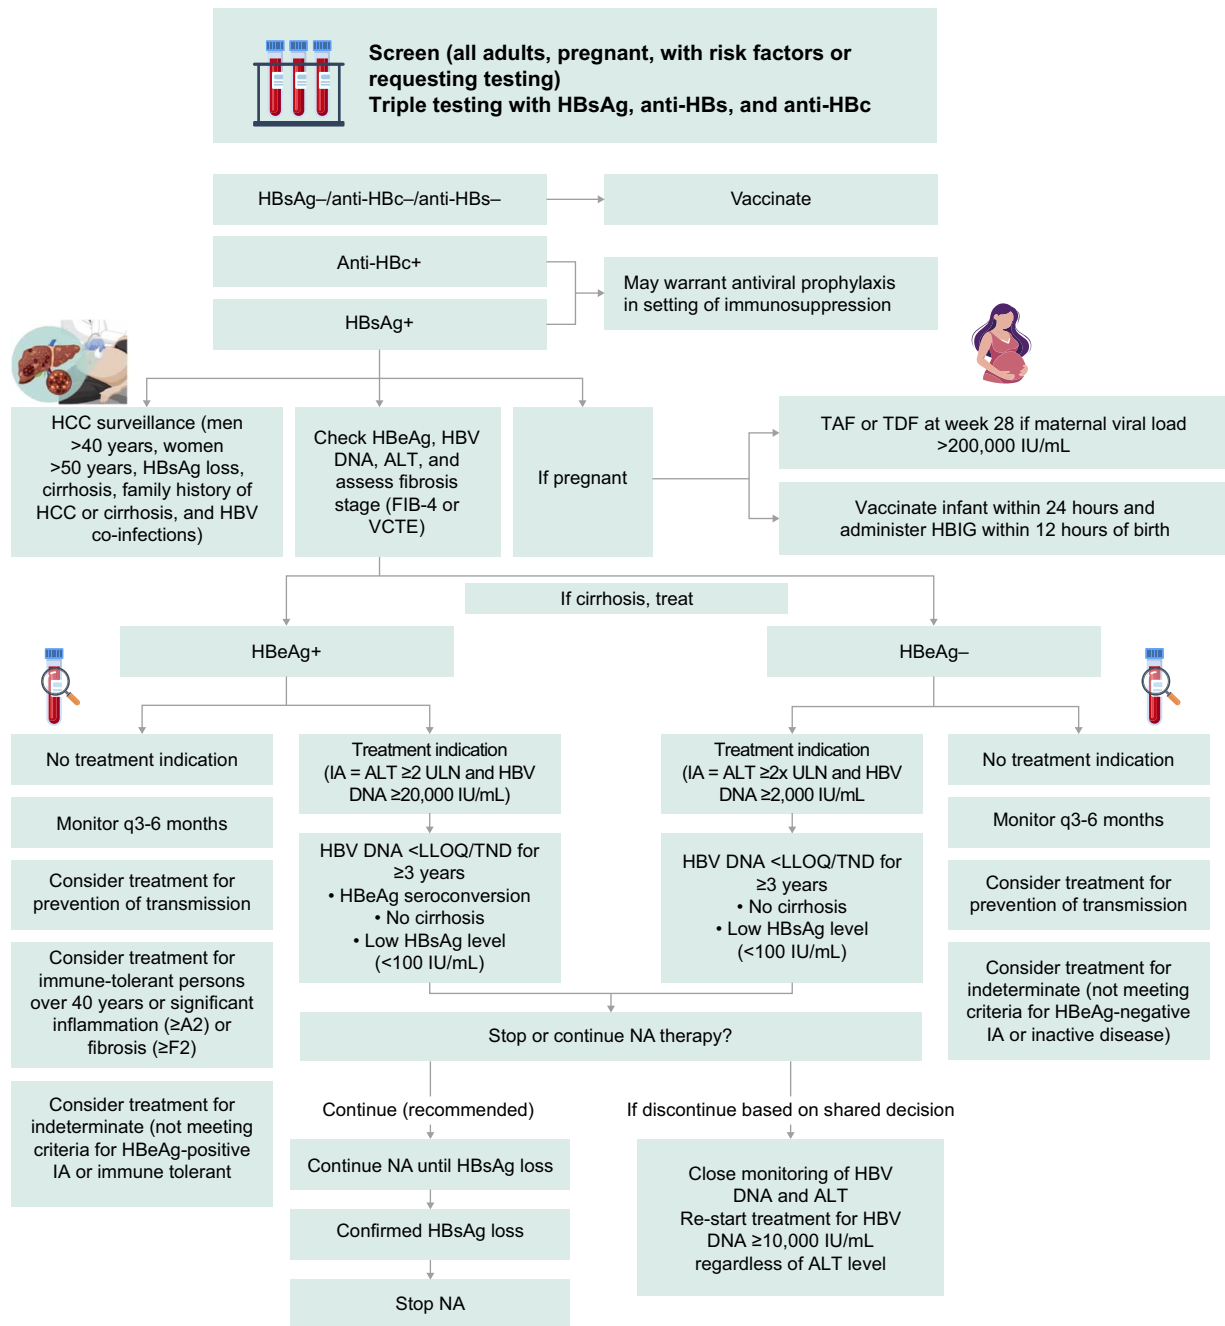 Screen (all adults, pregnant, with risk factors or
requesting testing)
Triple testing with HBsAg, anti-HBs, and anti-HBc
HBsAg–/anti-HBc–/anti-HBs–
Vaccinate
Anti-HBc+
HBsAg+
May warrant antiviral prophylaxis
in setting of immunosuppression
HCC surveillance (men
>40 years, women
>50 years, HBsAg loss,
cirrhosis, family history of
HCC or cirrhosis, and HBV
co-infections)
Check HBeAg, HBV
DNA, ALT, and
assess fibrosis
stage (FIB-4 or
VCTE)
If pregnant
TAF or TDF at week 28 if maternal viral load
>200,000 IU/mL
Vaccinate infant within 24 hours and
administer HBIG within 12 hours of birth
If cirrhosis, treat
HBeAg+
HBeAg–
No treatment indication
Monitor q3-6 months
Consider treatment for
prevention of transmission
Consider treatment for
immune-tolerant persons
over 40 years or significant
inflammation (≥A2) or
fibrosis (≥F2)
Consider treatment for
indeterminate (not meeting
criteria for HBeAg-positive
IA or immune tolerant
Treatment indication
(IA = ALT ≥2 ULN and HBV
DNA ≥20,000 IU/mL)
HBV DNA <LLOQ/TND for
≥3 years
• HBeAg seroconversion
• No cirrhosis
• Low HBsAg level
(<100 IU/mL)
Treatment indication
(IA = ALT ≥2x ULN and HBV
DNA ≥2,000 IU/mL
HBV DNA <LLOQ/TND for
≥3 years
• No cirrhosis
• Low HBsAg level
(<100 IU/mL)
No treatment indication
Monitor q3-6 months
Consider treatment for
prevention of transmission
Consider treatment for
indeterminate (not meeting
criteria for HBeAg-negative
IA or inactive disease)
Stop or continue NA therapy?
Continue (recommended)
If discontinue based on shared decision
Continue NA until HBsAg loss
Confirmed HBsAg loss
Stop NA
Close monitoring of HBV
DNA and ALT
Re-start treatment for HBV
DNA ≥10,000 IU/mL
regardless of ALT level